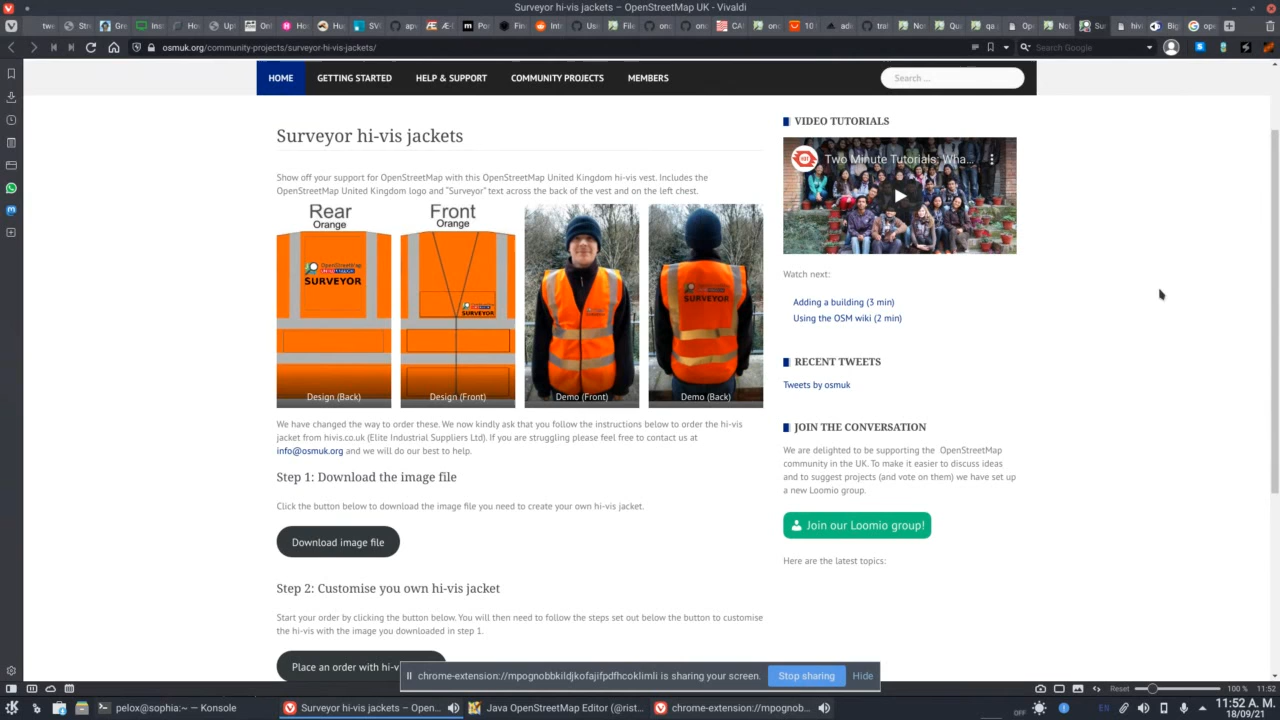 Surveyor hi-vis jackets – OpenStreetMap UK - Vivaldi
osmuk.org/community-projects/surveyor-hi-vis-jackets/
Search Google
HOME GETTING STARTED HELP & SUPPORT COMMUNITY PROJECTS MEMBERS
Search ...
Surveyor hi-vis jackets
Show off your support for OpenStreetMap with this OpenStreetMap United Kingdom hi-vis vest. Includes the
OpenStreetMap United Kingdom logo and "Surveyor" text across the back of the vest and on the left chest.
Rear
Orange
OpenStreetMap
UNITED KINGDOM
SURVEYOR
Design (Back)
Front
Orange
SURVEYOR
Design (Front)
Demo (Front)
SURVEYOR
Demo (Back)
We have changed the way to order these. We now kindly ask that you follow the instructions below to order the hi-vis
jacket from hivis.co.uk (Elite Industrial Suppliers Ltd). If you are struggling please feel free to contact us at
info@osmuk.org and we will do our best to help.
Step 1: Download the image file
Click the button below to download the image file you need to create your own hi-vis jacket.
Download image file
Step 2: Customise you own hi-vis jacket
Start your order by clicking the button below. You will then need to follow the steps set out below the button to customise
the hi-vis with the image you downloaded in step 1.
Place an order with hi-v
VIDEO TUTORIALS
Two Minute Tutorials: Wha...
Watch next:
Adding a building (3 min)
Using the OSM wiki (2 min)
RECENT TWEETS
Tweets by osmuk
JOIN THE CONVERSATION
We are delighted to be supporting the OpenStreetMap
community in the UK. To make it easier to discuss ideas
and to suggest projects (and vote on them) we have set up
a new Loomio group.
Join our Loomio group!
Here are the latest topics:
chrome-extension://mpognobbkildjkofajifpdfhcoklimli is sharing your screen. Stop sharing Hide
Reset 100 % 11:52
pelox@sophia:~ — Konsole
Surveyor hi-vis jackets – Open...
Java OpenStreetMap Editor (@rist...
chrome-extension://mpognobbkildj...
OFF
11:52 A. M.
18/09/21